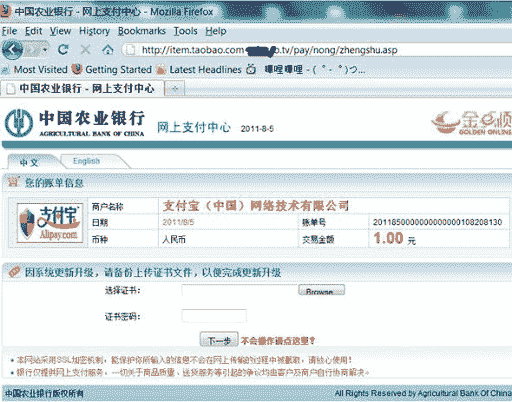 中国农业银行 - 网上支付中心 - Mozilla Firefox
File Edit View History Bookmarks Tools Help
http://item.taobao.com b.tv/pay/nong/zhengshu.asp
Most Visited Getting Started Latest Headlines 哔哩哔哩 - ( ゜- ゜)つ...
中国农业银行 - 网上支付中心
中国农业银行 网上支付中心 2011-8-5
AGRICULTURAL BANK OF CHINA
GOLDEN ONLINE
中文 English
您的账单信息
支付宝 Alipay.com
商户名称 支付宝（中国）网络技术有限公司
日期 2011/8/5 账单号
币种 人民币 交易金额 1.00 元
因系统更新升级，请备份上传证书文件，以便完成更新升级
选择证书： Browse
证书密码：
下一步 不会操作请点这里？
• 本网站采用SSL加密机制，能保护你所输入的信息不会在网上传输的过程中被截取，请放心使用！
• 银行仅提供网上支付服务，一切关于商品质量、送货服务等引起的争议均由客户及商户自行协商解决。
中国农业银行版权所有 All Rights Reserved by Agricultural Bank Of China